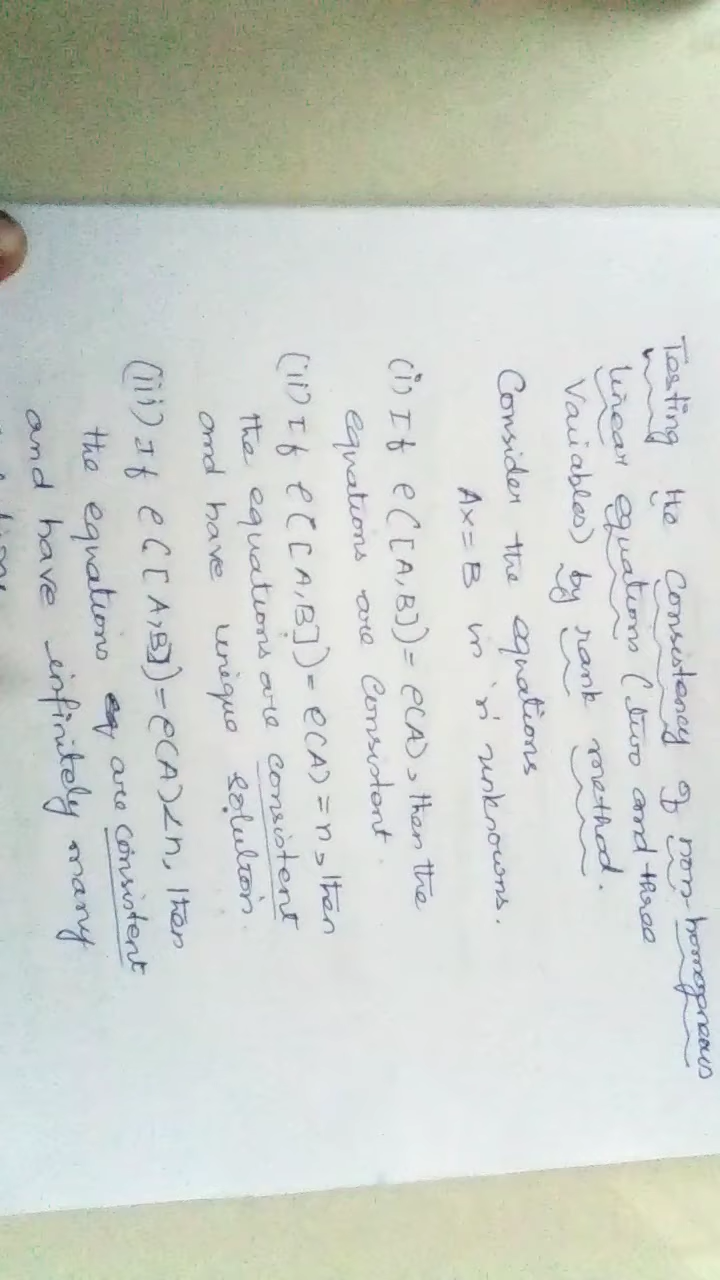 Testing the Consistency of non-homogneous
linear equations (two and three
Variables) by rank method.
Consider the equations
Ax = B in 'n' unknowns.
(i) If ρ([A,B]) = ρ(A), then the
equations are Consistent.
(ii) If ρ([A,B]) = ρ(A) = n, then
the equations are consistent
and have unique solution.
(iii) If ρ([A,B]) = ρ(A) < n, then
the equations are consistent
and have infinitely many